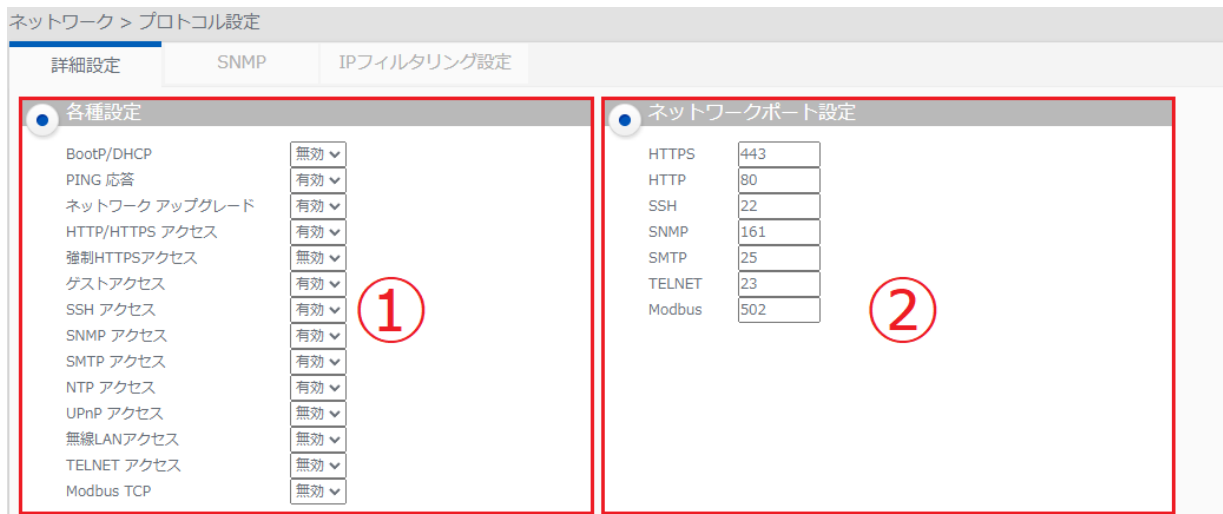 ネットワーク > プロトコル設定
詳細設定 SNMP IPフィルタリング設定
各種設定
BootP/DHCP 無効
PING 応答 有効
ネットワーク アップグレード 有効
HTTP/HTTPS アクセス 有効
強制HTTPSアクセス 無効
ゲストアクセス 有効
SSH アクセス 有効
SNMP アクセス 有効
SMTP アクセス 有効
NTP アクセス 有効
UPnP アクセス 無効
無線LANアクセス 無効
TELNET アクセス 無効
Modbus TCP 無効
①
ネットワークポート設定
HTTPS 443
HTTP 80
SSH 22
SNMP 161
SMTP 25
TELNET 23
Modbus 502
②